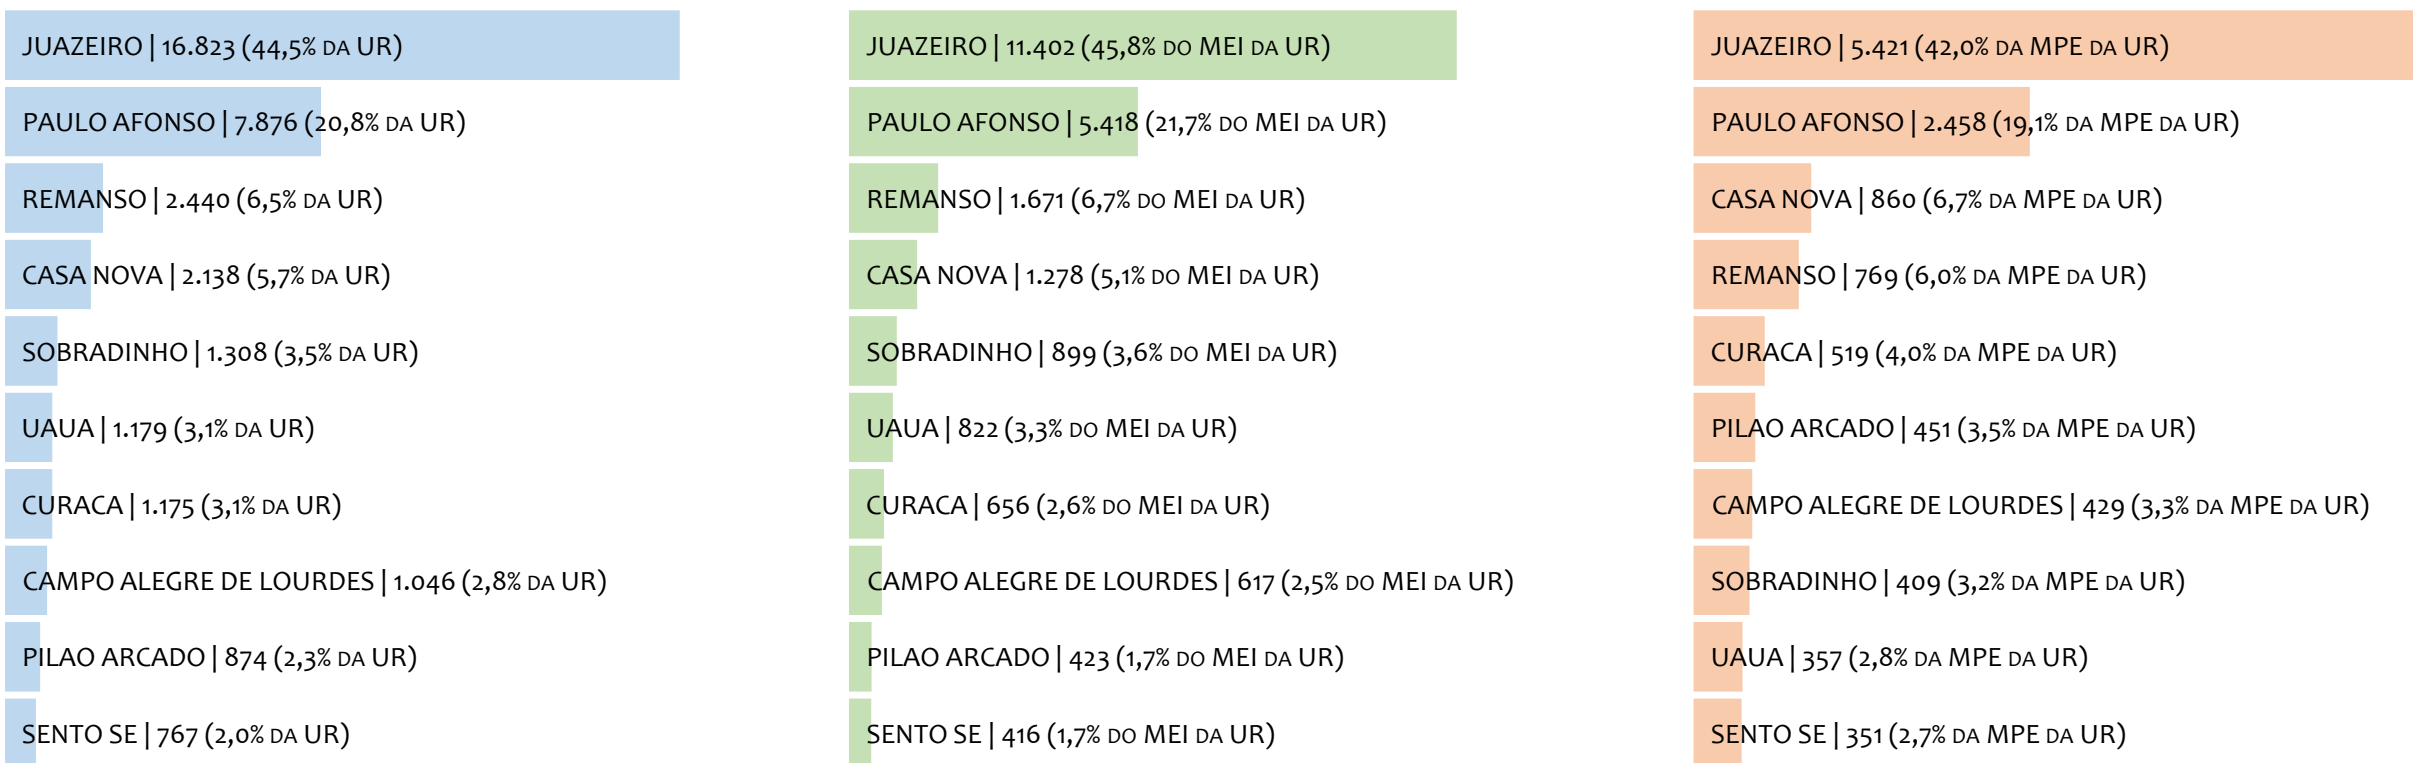 JUAZEIRO | 16.823 (44,5% DA UR)
PAULO AFONSO | 7.876 (20,8% DA UR)
REMANSO | 2.440 (6,5% DA UR)
CASA NOVA | 2.138 (5,7% DA UR)
SOBRADINHO | 1.308 (3,5% DA UR)
UAUA | 1.179 (3,1% DA UR)
CURACA | 1.175 (3,1% DA UR)
CAMPO ALEGRE DE LOURDES | 1.046 (2,8% DA UR)
PILAO ARCADO | 874 (2,3% DA UR)
SENTO SE | 767 (2,0% DA UR)
JUAZEIRO | 11.402 (45,8% DO MEI DA UR)
PAULO AFONSO | 5.418 (21,7% DO MEI DA UR)
REMANSO | 1.671 (6,7% DO MEI DA UR)
CASA NOVA | 1.278 (5,1% DO MEI DA UR)
SOBRADINHO | 899 (3,6% DO MEI DA UR)
UAUA | 822 (3,3% DO MEI DA UR)
CURACA | 656 (2,6% DO MEI DA UR)
CAMPO ALEGRE DE LOURDES | 617 (2,5% DO MEI DA UR)
PILAO ARCADO | 423 (1,7% DO MEI DA UR)
SENTO SE | 416 (1,7% DO MEI DA UR)
JUAZEIRO | 5.421 (42,0% DA MPE DA UR)
PAULO AFONSO | 2.458 (19,1% DA MPE DA UR)
CASA NOVA | 860 (6,7% DA MPE DA UR)
REMANSO | 769 (6,0% DA MPE DA UR)
CURACA | 519 (4,0% DA MPE DA UR)
PILAO ARCADO | 451 (3,5% DA MPE DA UR)
CAMPO ALEGRE DE LOURDES | 429 (3,3% DA MPE DA UR)
SOBRADINHO | 409 (3,2% DA MPE DA UR)
UAUA | 357 (2,8% DA MPE DA UR)
SENTO SE | 351 (2,7% DA MPE DA UR)